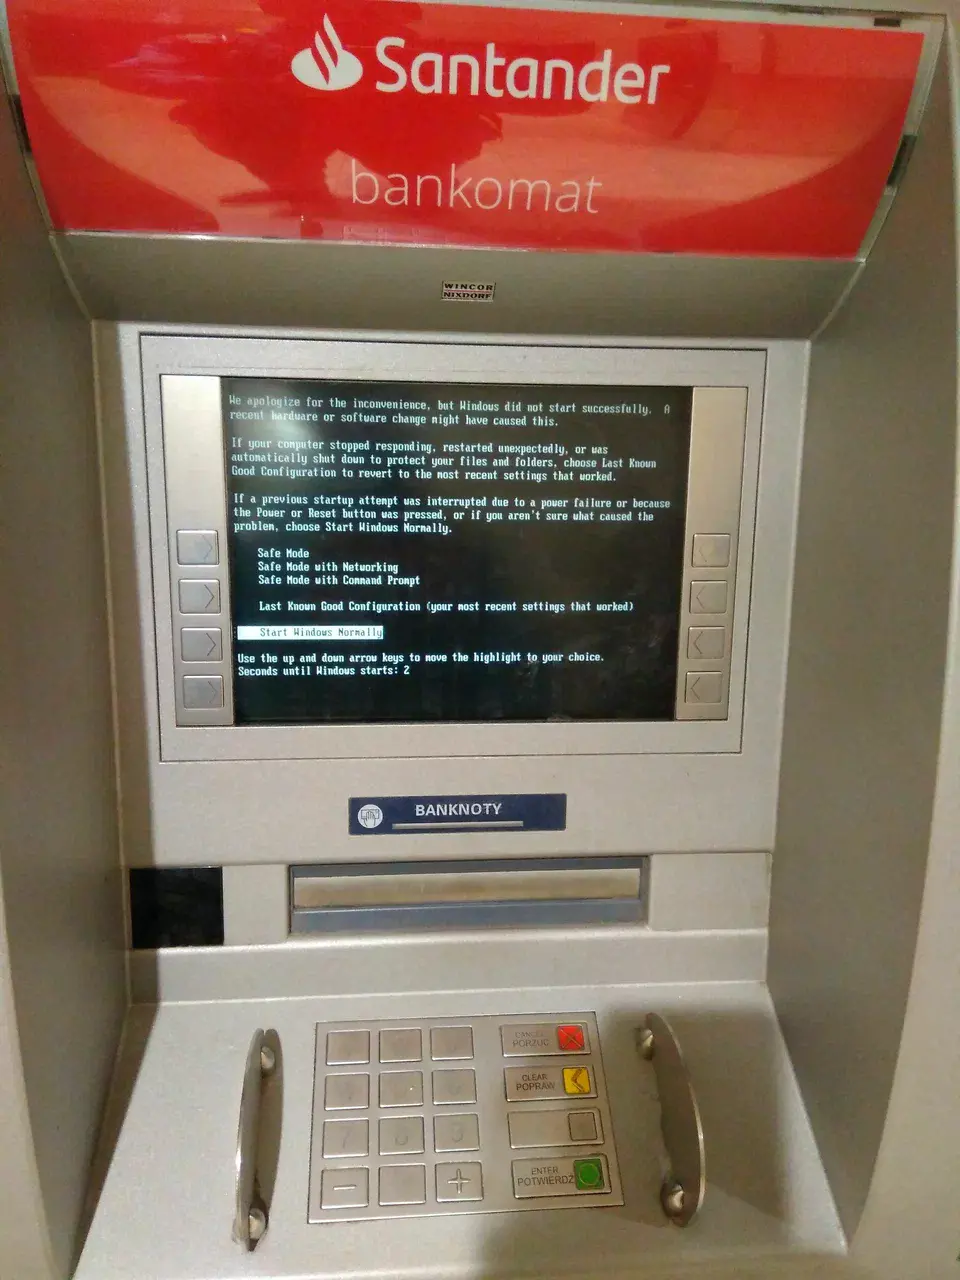 Santander
bankomat
WINCOR
NIXDORF
We apologize for the inconvenience, but Windows did not start successfully.  A
recent hardware or software change might have caused this.
If your computer stopped responding, restarted unexpectedly, or was
automatically shut down to protect your files and folders, choose Last Known
Good Configuration to revert to the most recent settings that worked.
If a previous startup attempt was interrupted due to a power failure or because
the Power or Reset button was pressed, or if you aren't sure what caused the
problem, choose Start Windows Normally.
Safe Mode
Safe Mode with Networking
Safe Mode with Command Prompt
Last Known Good Configuration (your most recent settings that worked)
Start Windows Normally
Use the up and down arrow keys to move the highlight to your choice.
Seconds until Windows starts: 2
BANKNOTY
CANCEL
PORZUĆ
CLEAR
POPRAW
7
ENTER
POTWIERDŹ